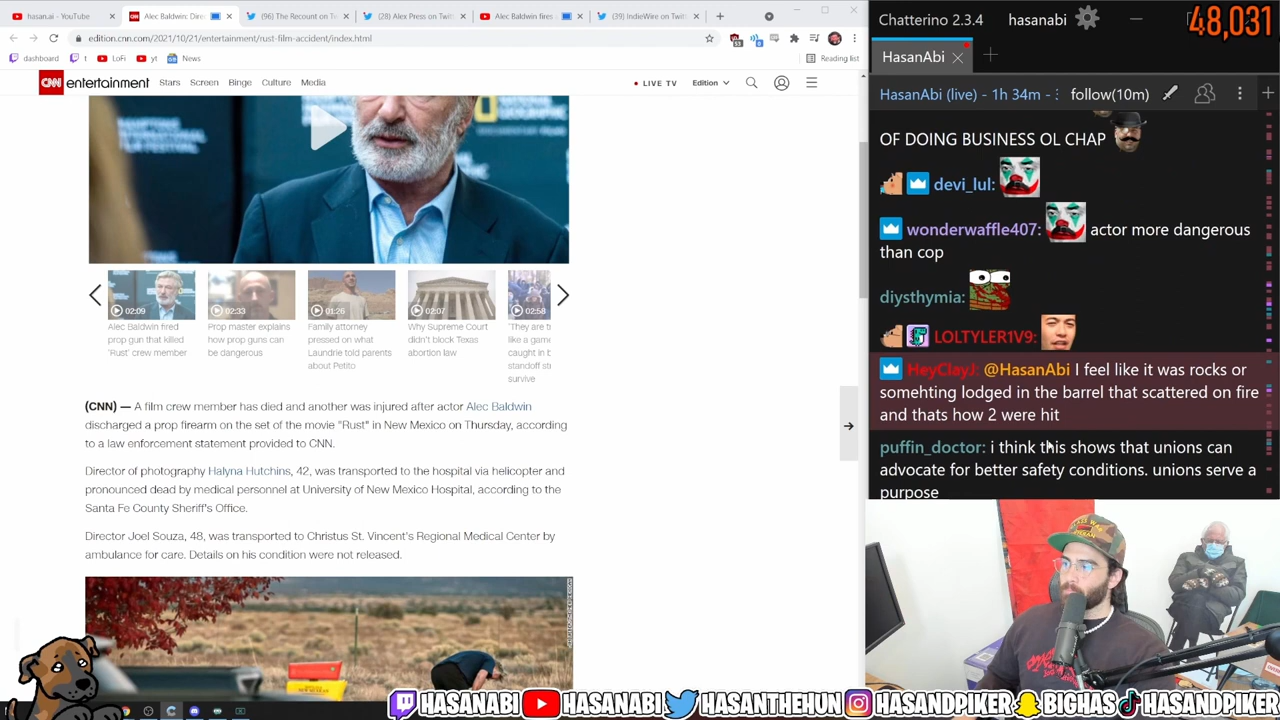 hasan.ai - YouTube
Alec Baldwin: Dire
(96) The Recount on Tw
(28) Alex Press on Twitt
Alec Baldwin fires
(39) IndieWire on Twitt
edition.cnn.com/2021/10/21/entertainment/rust-film-accident/index.html
dashboard
t
LoFi
yt
News
Reading list
CNN entertainment
Stars
Screen
Binge
Culture
Media
LIVE TV
Edition
NATIONAL
02:09
02:33
01:26
02:07
02:58
Alec Baldwin fired
prop gun that killed
'Rust' crew member
Prop master explains
how prop guns can
be dangerous
Family attorney
pressed on what
Laundrie told parents
about Petito
Why Supreme Court
didn't block Texas
abortion law
'They are t
like a game
caught in b
standoff st
survive
(CNN) — A film crew member has died and another was injured after actor Alec Baldwin
discharged a prop firearm on the set of the movie "Rust" in New Mexico on Thursday, according
to a law enforcement statement provided to CNN.
Director of photography Halyna Hutchins, 42, was transported to the hospital via helicopter and
pronounced dead by medical personnel at University of New Mexico Hospital, according to the
Santa Fe County Sheriff's Office.
Director Joel Souza, 48, was transported to Christus St. Vincent's Regional Medical Center by
ambulance for care. Details on his condition were not released.
Chatterino 2.3.4
hasanabi
48,031
HasanAbi
HasanAbi (live) - 1h 34m -
follow(10m)
OF DOING BUSINESS OL CHAP
devi_lul:
wonderwaffle407: actor more dangerous
than cop
diysthymia:
LOLTYLER1V9:
HeyClayJ: @HasanAbi I feel like it was rocks or
somehting lodged in the barrel that scattered on fire
and thats how 2 were hit
puffin_doctor: i think this shows that unions can
advocate for better safety conditions. unions serve a
purpose
HASANABI
HASANABI
HASANTHEHUN
HASANDPIKER
BIGHAS
HASANDPIKER